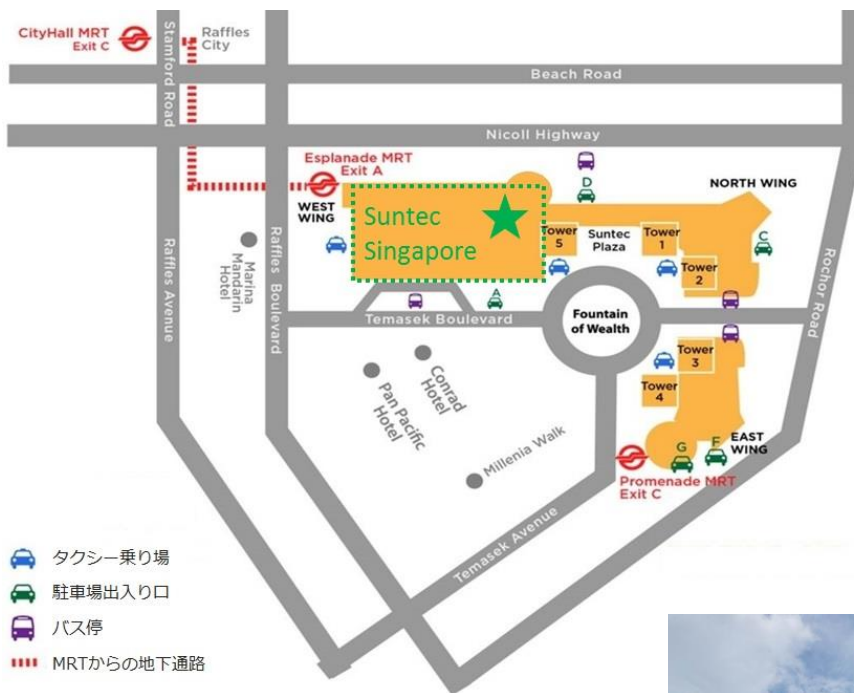 CityHall MRT
Exit C
Raffles
City
Stamford Road
Beach Road
Nicoll Highway
Esplanade MRT
Exit A
WEST
WING
Suntec
Singapore
D
NORTH WING
Tower
5
Suntec
Plaza
Tower
1
Tower
2
C
Raffles Avenue
Marina
Mandarin
Hotel
Raffles Boulevard
A
Temasek Boulevard
Fountain
of Wealth
Rochor Road
Tower
3
Tower
4
Conrad
Hotel
Pan Pacific
Hotel
Millenia Walk
G
F
EAST
WING
Promenade MRT
Exit C
Temasek Avenue
タクシー乗り場
駐車場出入り口
バス停
MRTからの地下通路